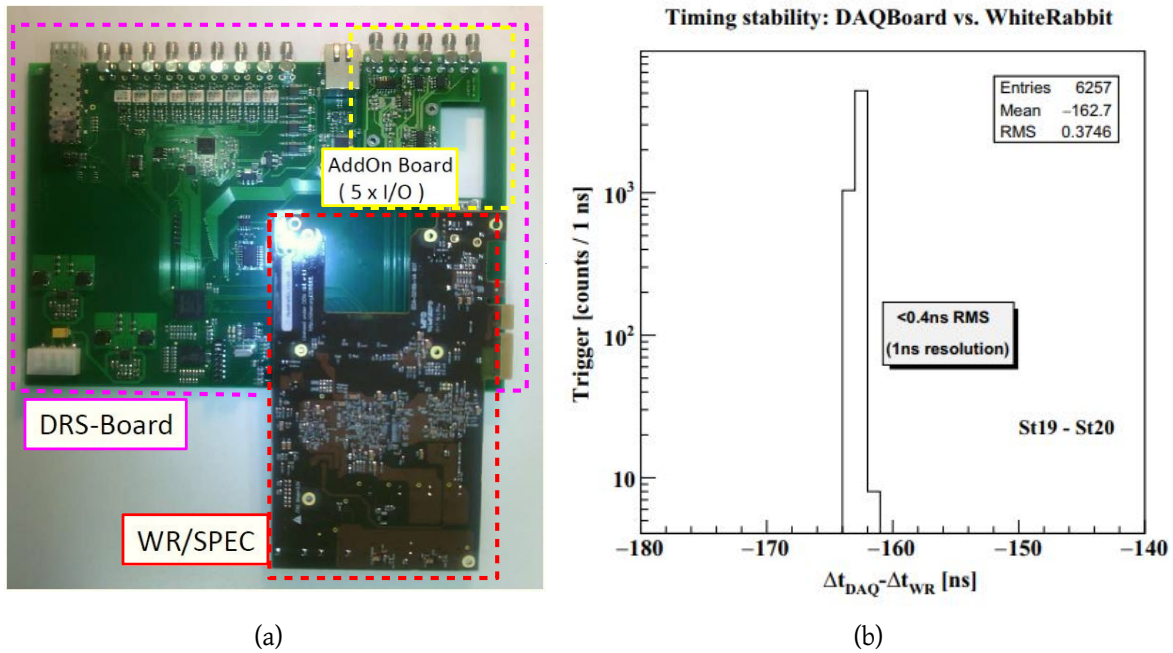 AddOn Board
( 5 x I/O )
DRS-Board
WR/SPEC
(a)
Timing stability: DAQBoard vs. WhiteRabbit
Entries 6257
Mean −162.7
RMS 0.3746
Trigger [counts / 1 ns]
10³
10²
10
<0.4ns RMS
(1ns resolution)
St19 - St20
−180 −170 −160 −150 −140
Δt_DAQ-Δt_WR [ns]
(b)